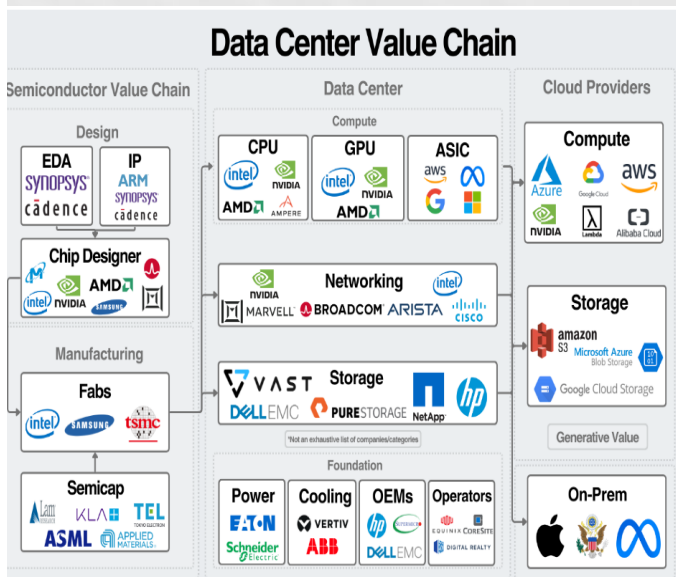 Data Center Value Chain
Semiconductor Value Chain
Design
EDA
SYNOPSYS
cādence
IP
ARM
SYNOPSYS
cādence
Chip Designer
intel
NVIDIA
AMD
SAMSUNG
Manufacturing
Fabs
intel
SAMSUNG
tsmc
Semicap
Lam
RESEARCH
KLA
TEL
TOKYO ELECTRON
ASML
APPLIED
MATERIALS
Data Center
Compute
CPU
intel
NVIDIA
AMD
AMPERE
GPU
intel
NVIDIA
AMD
ASIC
aws
Networking
NVIDIA
intel
MARVELL
BROADCOM
ARISTA
CISCO
Storage
VAST
DELLEMC
PURESTORAGE
NetApp
hp
*Not an exhaustive list of companies/categories
Foundation
Power
EATON
Schneider
Electric
Cooling
VERTIV
ABB
OEMs
hp
SUPERMICR
DELLEMC
Operators
EQUINIX
CORESITE
DIGITAL REALTY
Cloud Providers
Compute
Azure
Google Cloud
aws
NVIDIA
Lambda
Alibaba Cloud
Storage
amazon
S3
Microsoft Azure
Blob Storage
10
01
Google Cloud Storage
Generative Value
On-Prem